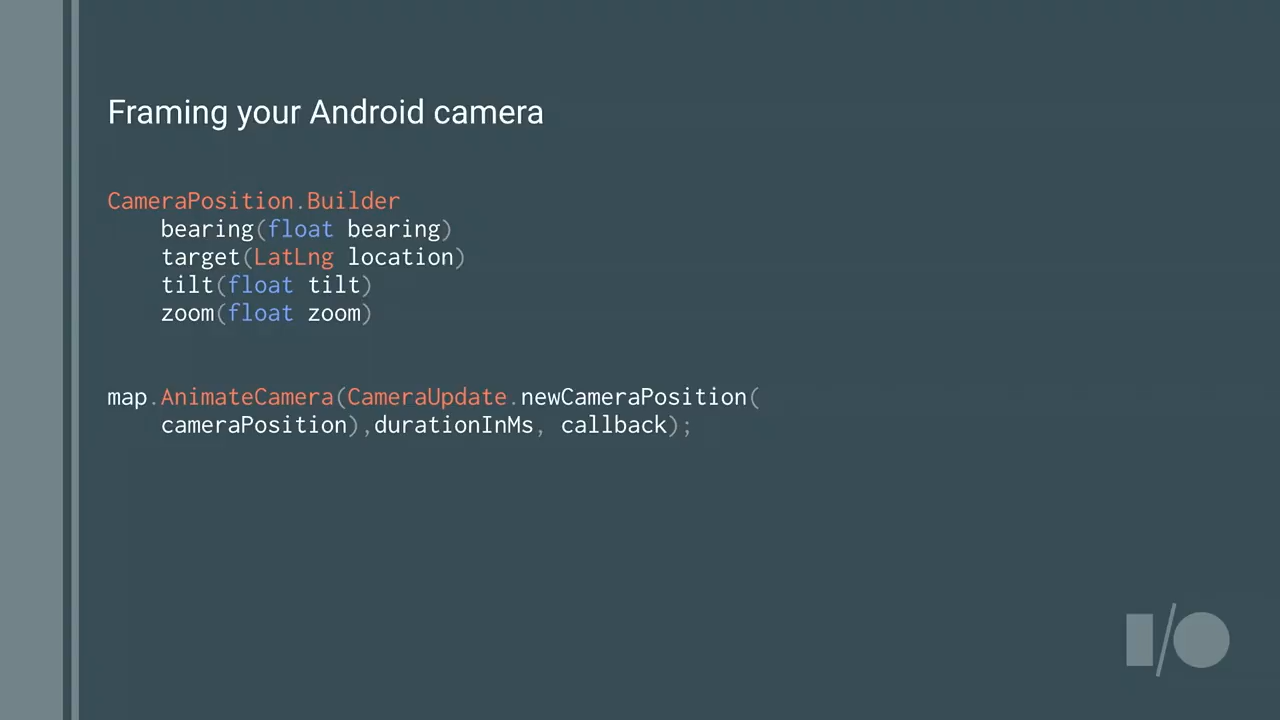 Framing your Android camera
CameraPosition.Builder
bearing(float bearing)
target(LatLng location)
tilt(float tilt)
zoom(float zoom)
map.AnimateCamera(CameraUpdate.newCameraPosition(
cameraPosition),durationInMs, callback);
I/O